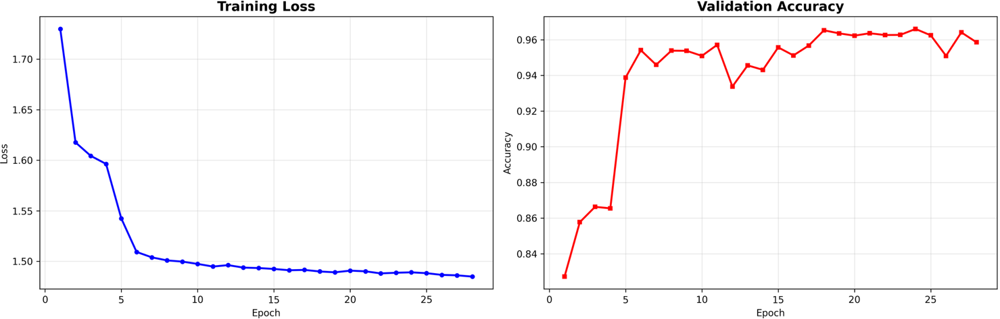 Training Loss
1.70
1.65
1.60
1.55
1.50
Loss
0 5 10 15 20 25
Epoch
Validation Accuracy
0.96
0.94
0.92
0.90
0.88
0.86
0.84
Accuracy
0 5 10 15 20 25
Epoch